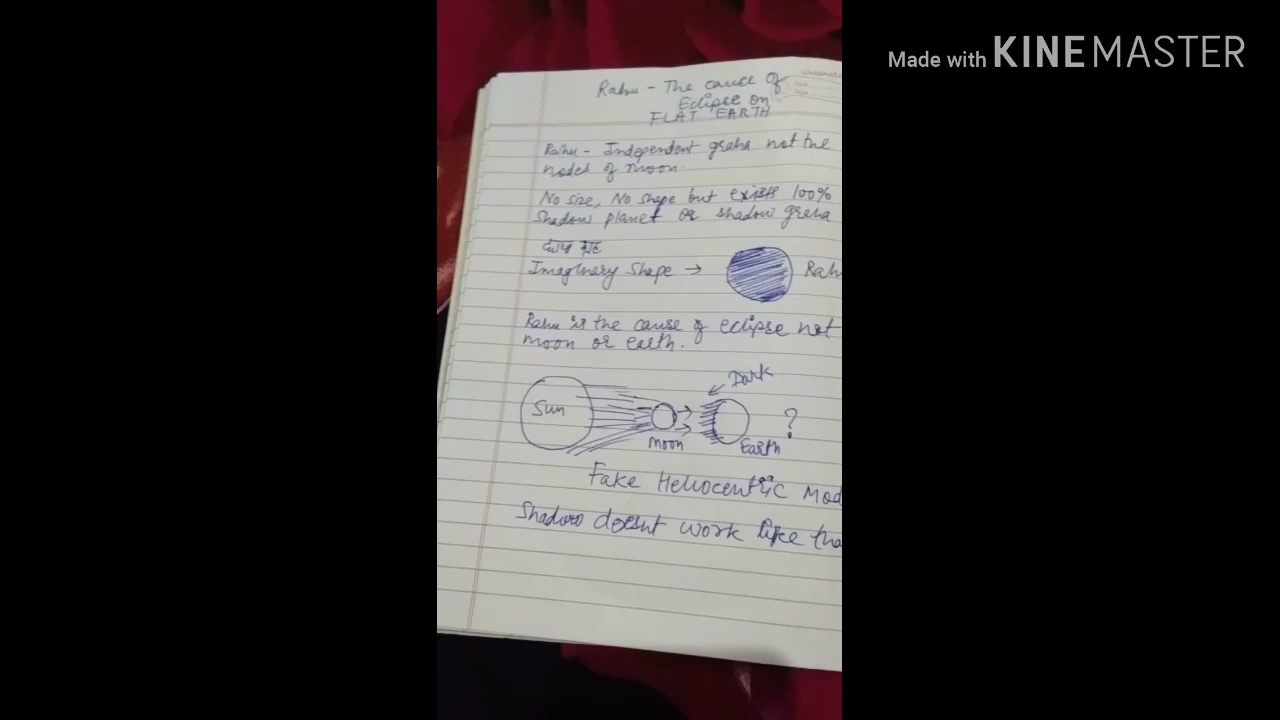 Made with KINEMASTER
Rahu - The cause of
Eclipse on
FLAT EARTH
Rahu - Independent graha not the
nodes of moon.
No size, No shape but exists 100%
Shadow planet or shadow graha
छाया ग्रह
Imaginary Shape → Rah
Rahu is the cause of eclipse not
moon or earth.
Dark
Sun
?
Moon
Earth
Fake Heliocentric Mod
Shadow doesnt work like tha